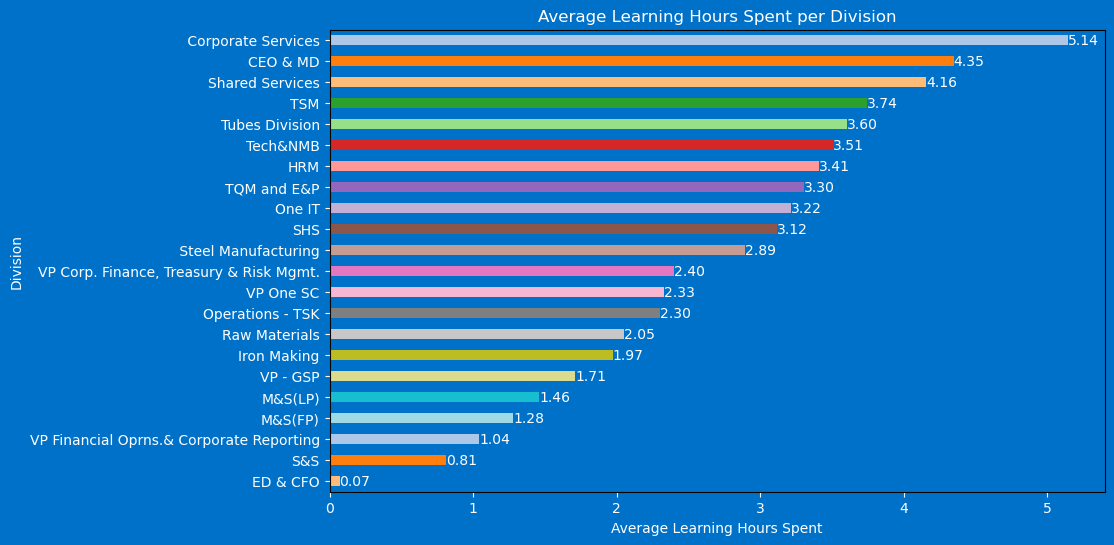 Average Learning Hours Spent per Division
Corporate Services 5.14
CEO & MD 4.35
Shared Services 4.16
TSM 3.74
Tubes Division 3.60
Tech&NMB 3.51
HRM 3.41
TQM and E&P 3.30
One IT 3.22
SHS 3.12
Steel Manufacturing 2.89
VP Corp. Finance, Treasury & Risk Mgmt. 2.40
VP One SC 2.33
Operations - TSK 2.30
Raw Materials 2.05
Iron Making 1.97
VP - GSP 1.71
M&S(LP) 1.46
M&S(FP) 1.28
VP Financial Oprns.& Corporate Reporting 1.04
S&S 0.81
ED & CFO 0.07
Division
0 1 2 3 4 5
Average Learning Hours Spent